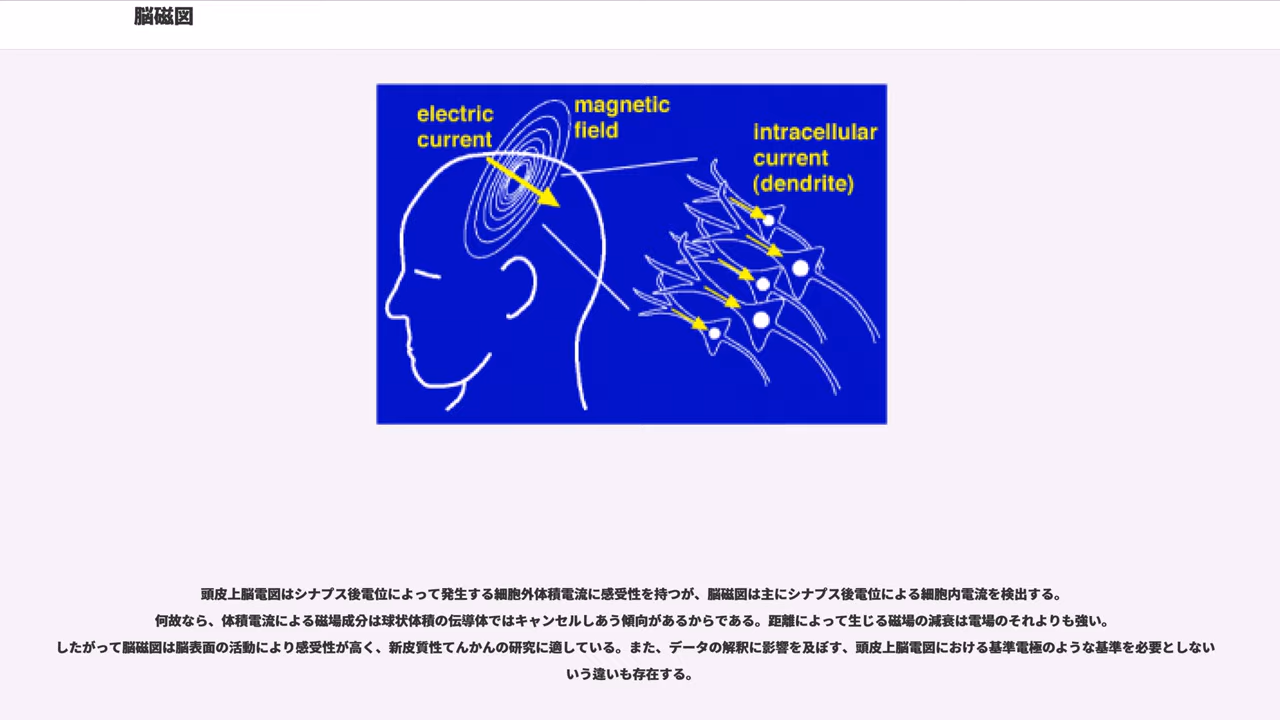 脳磁図
electric
current
magnetic
field
intracellular
current
(dendrite)
頭皮上脳電図はシナプス後電位によって発生する細胞外体積電流に感受性を持つが、脳磁図は主にシナプス後電位による細胞内電流を検出する。
何故なら、体積電流による磁場成分は球状体積の伝導体ではキャンセルしあう傾向があるからである。距離によって生じる磁場の減衰は電場のそれよりも強い。
したがって脳磁図は脳表面の活動により感受性が高く、新皮質性てんかんの研究に適している。また、データの解釈に影響を及ぼす、頭皮上脳電図における基準電極のような基準を必要としない
いう違いも存在する。